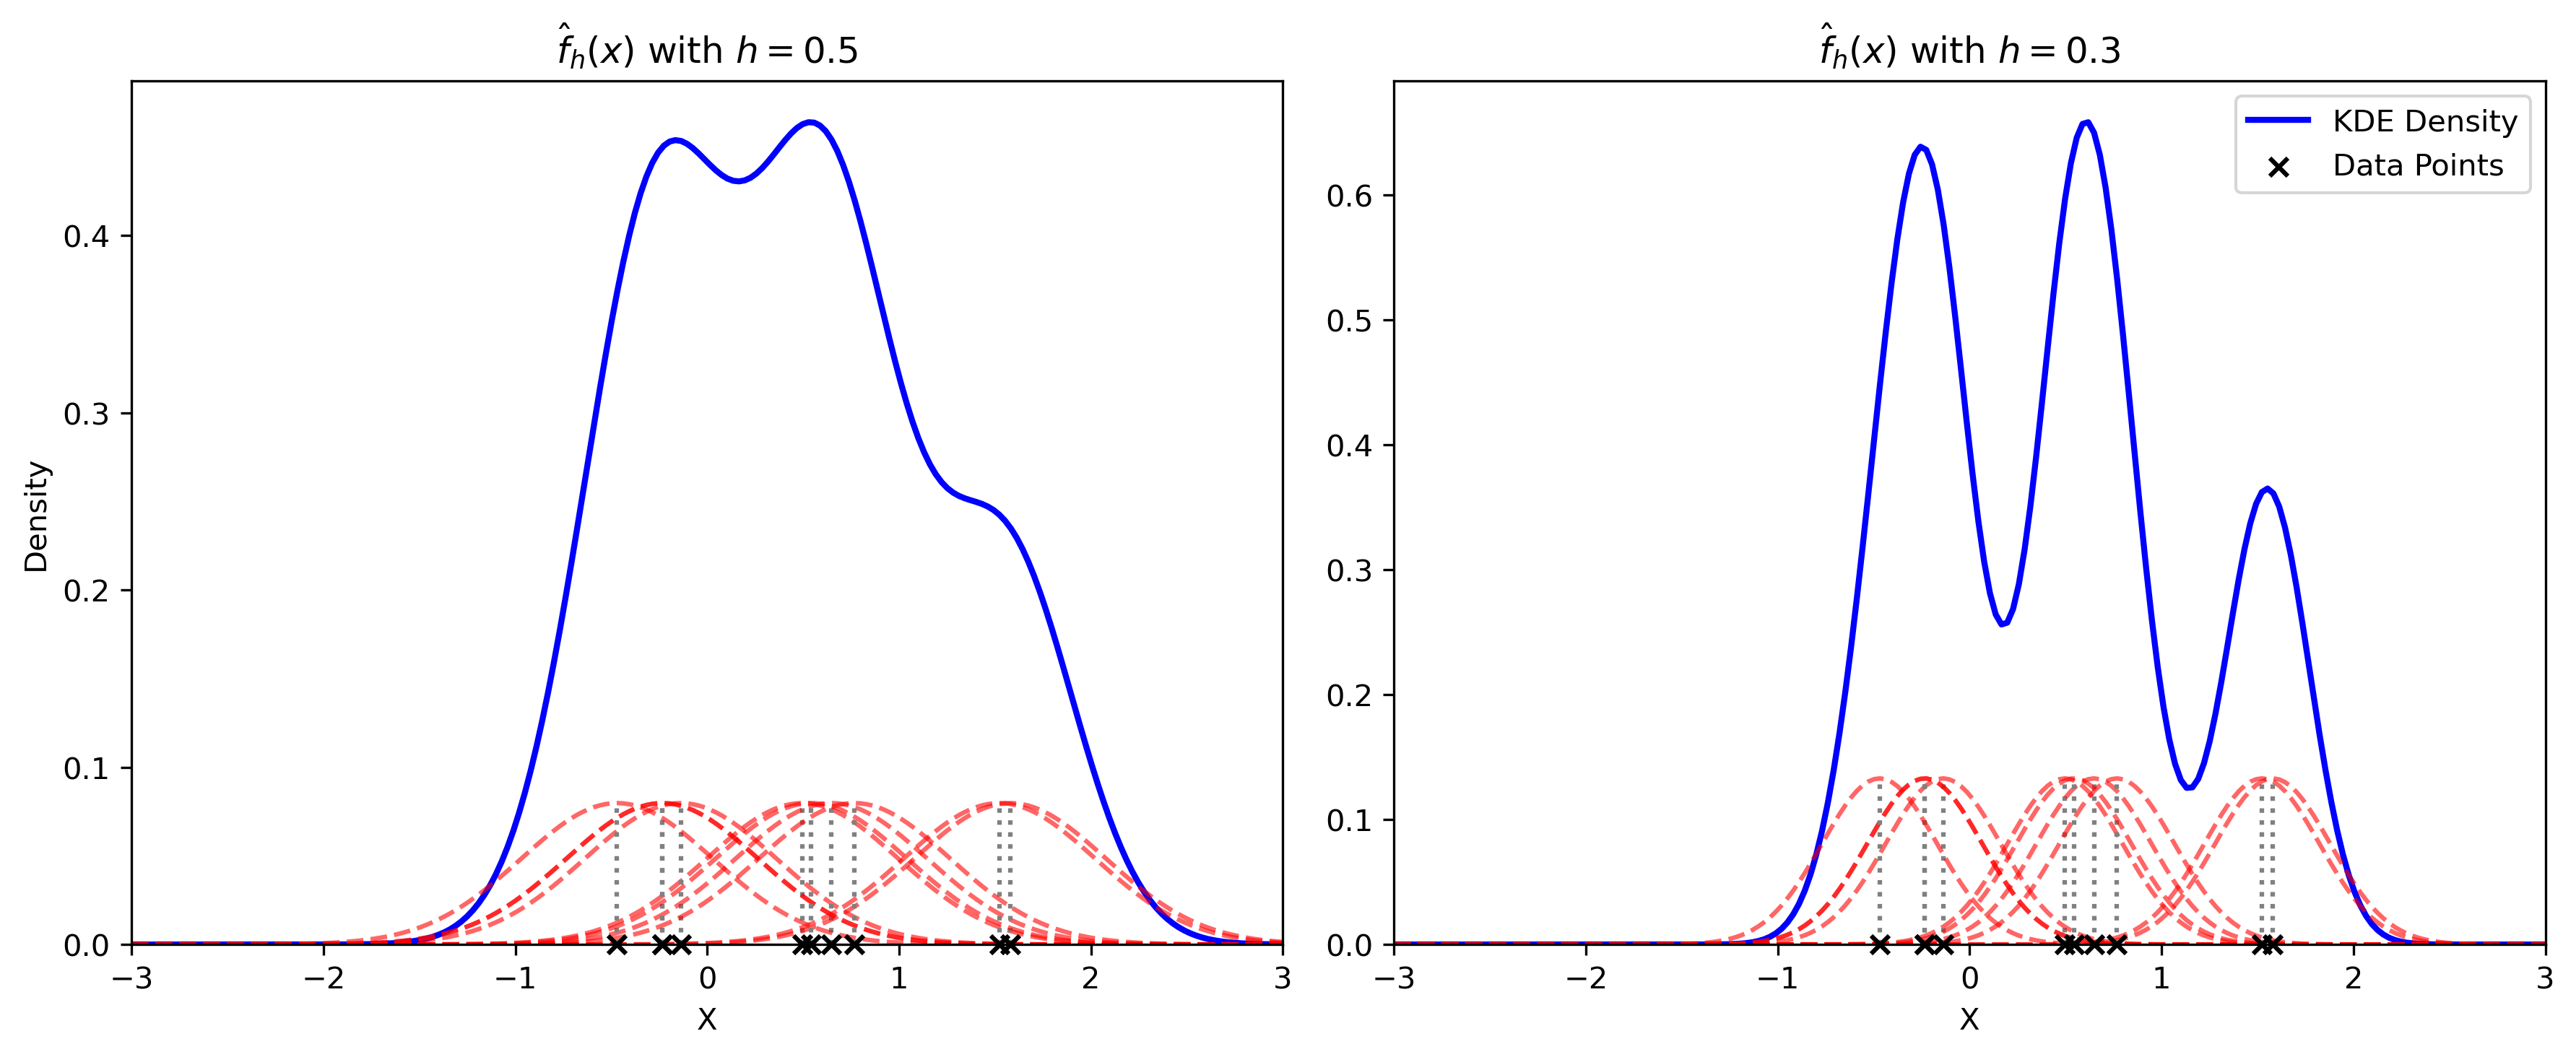 f̂ₕ(x) with h = 0.5
Density
0.4
0.3
0.2
0.1
0.0
−3 −2 −1 0 1 2 3
X
f̂ₕ(x) with h = 0.3
KDE Density
Data Points
0.6
0.5
0.4
0.3
0.2
0.1
0.0
−3 −2 −1 0 1 2 3
X